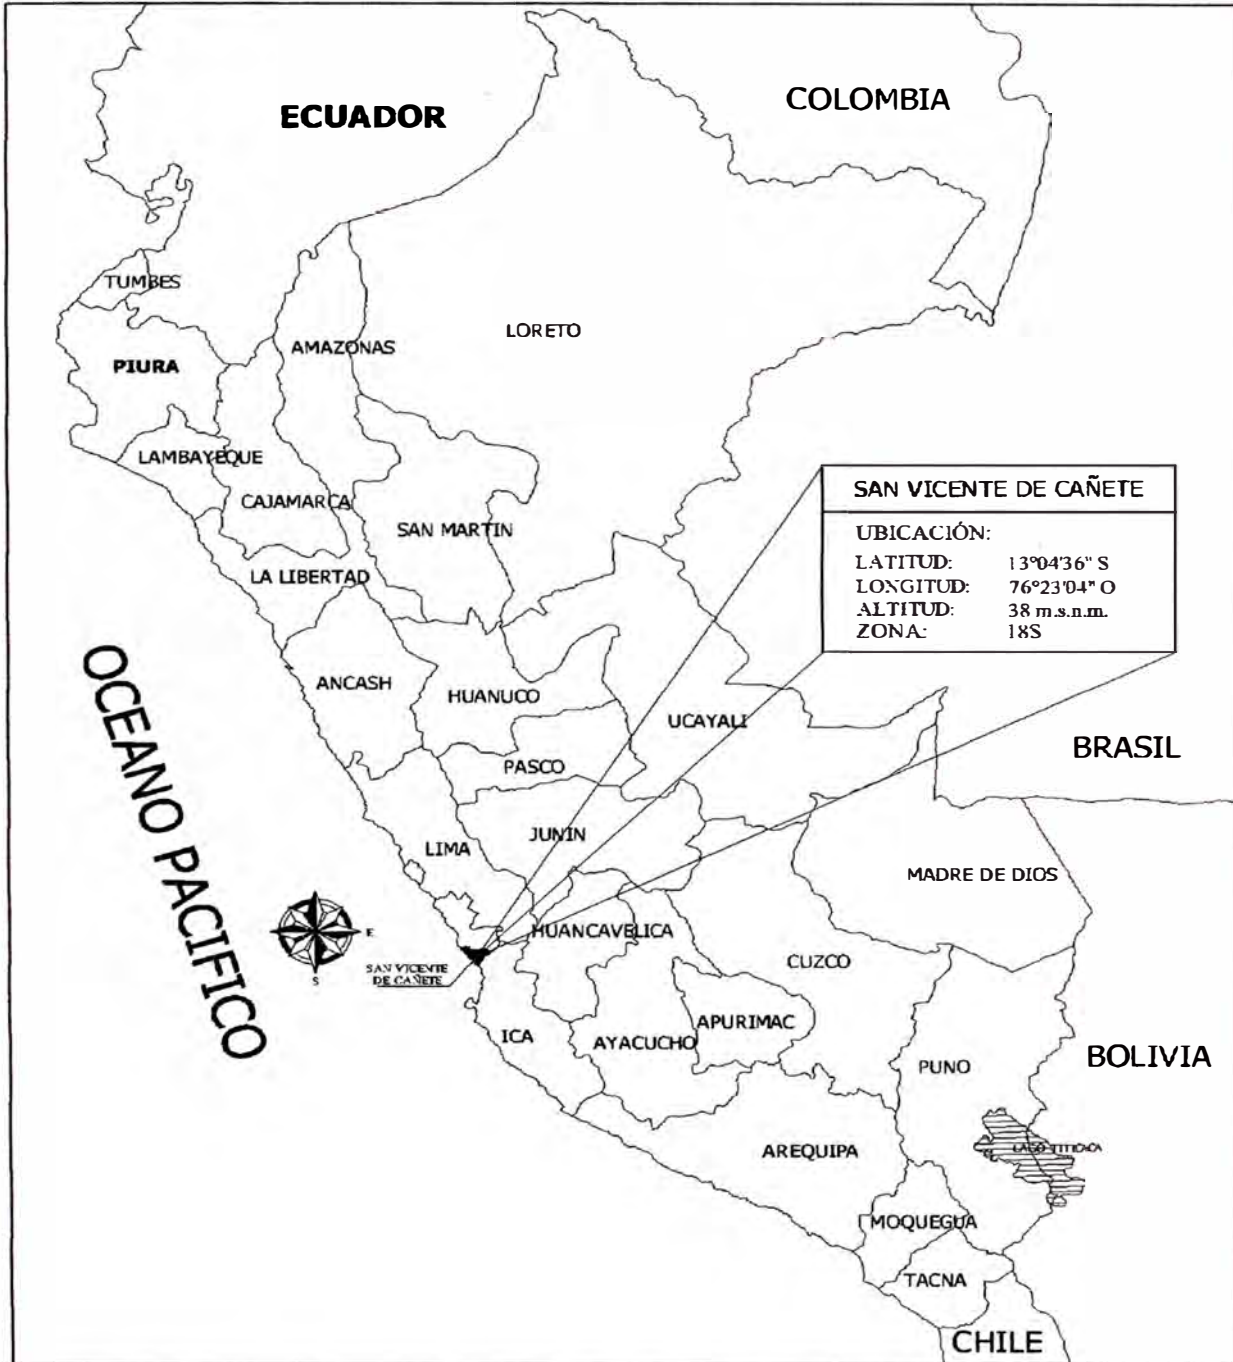 ECUADOR
COLOMBIA
TUMBES
LORETO
AMAZONAS
PIURA
LAMBAYEQUE
CAJAMARCA
SAN MARTIN
SAN VICENTE DE CAÑETE
UBICACIÓN:
LATITUD: 13°04'36" S
LONGITUD: 76°23'04" O
ALTITUD: 38 m.s.n.m.
ZONA: 18S
LA LIBERTAD
ANCASH
HUANUCO
UCAYALI
BRASIL
PASCO
OCEANO PACIFICO
JUNIN
LIMA
MADRE DE DIOS
E
S
HUANCAVELICA
SAN VICENTE
DE CAÑETE
CUZCO
ICA
AYACUCHO
APURIMAC
PUNO
BOLIVIA
AREQUIPA
LAGO TITICACA
MOQUEGUA
TACNA
CHILE